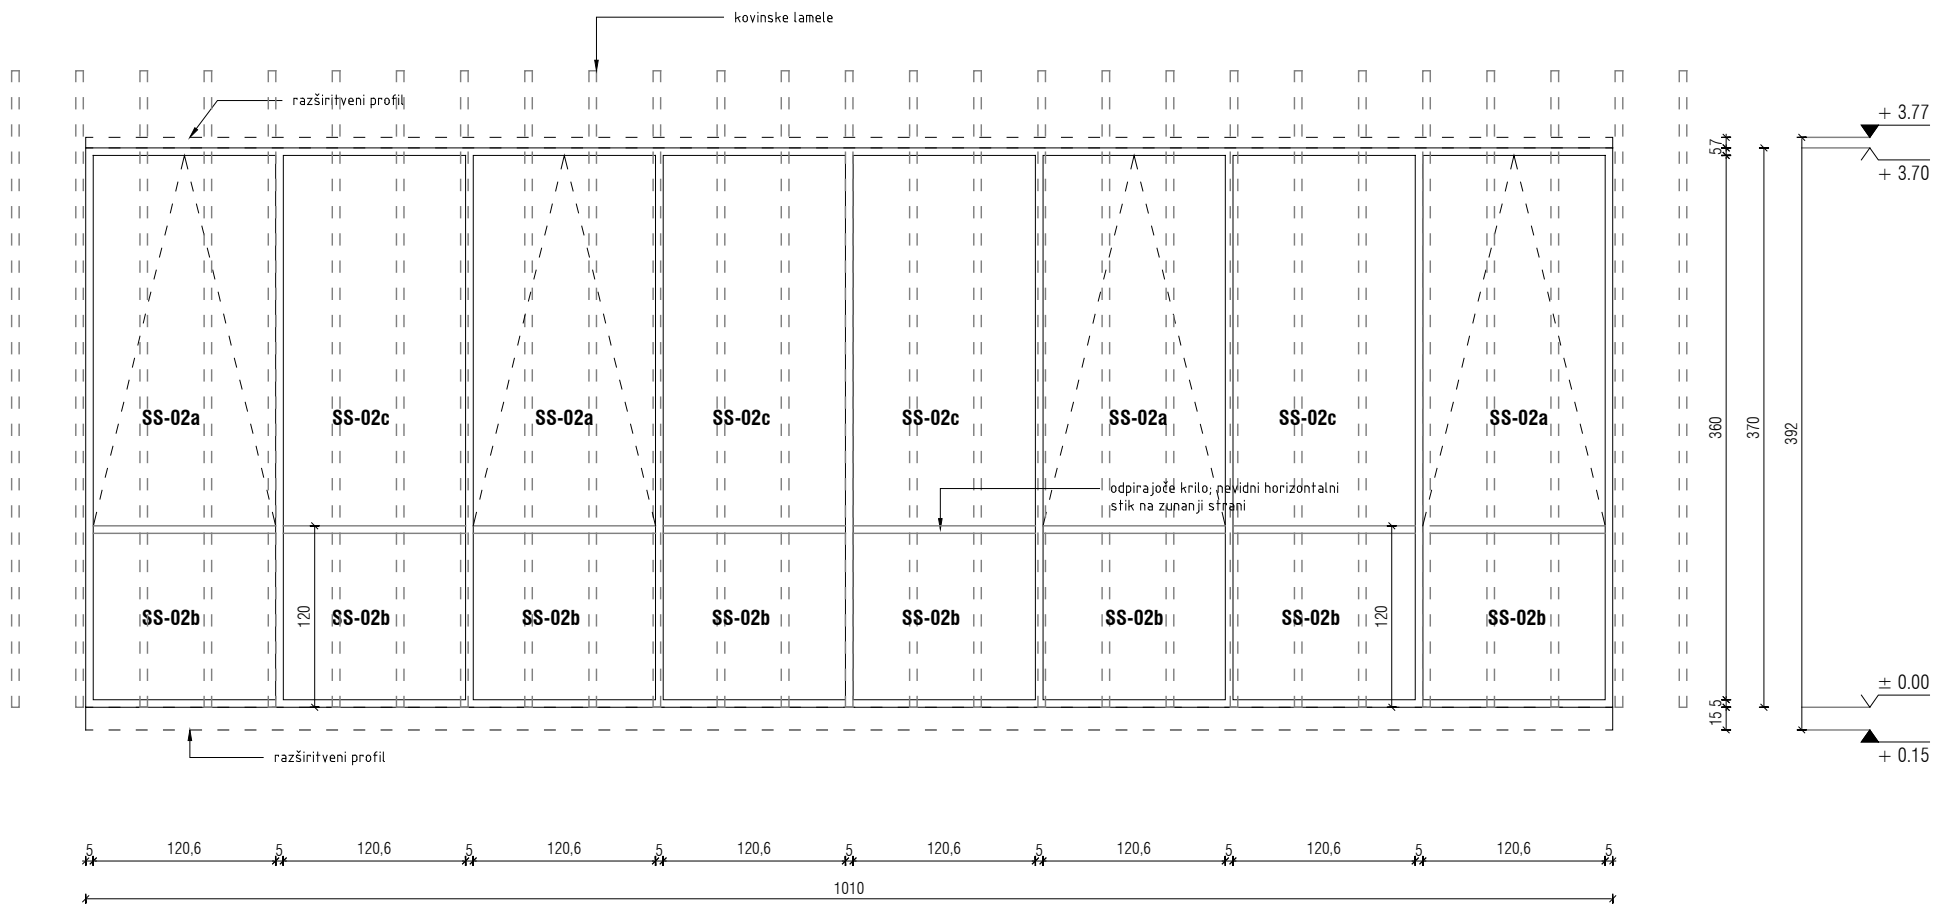 kovinske lamele
razširitveni profil
+ 3.77
57
+ 3.70
SS-02a
SS-02c
SS-02a
SS-02c
SS-02c
SS-02a
SS-02c
SS-02a
360
370
392
odpirajoče krilo; nevidni horizontalni
stik na zunanji strani
120
120
SS-02b
SS-02b
SS-02b
SS-02b
SS-02b
SS-02b
SS-02b
SS-02b
± 0.00
15 5
+ 0.15
razširitveni profil
5 120,6 5 120,6 5 120,6 5 120,6 5 120,6 5 120,6 5 120,6 5 120,6 5
1010